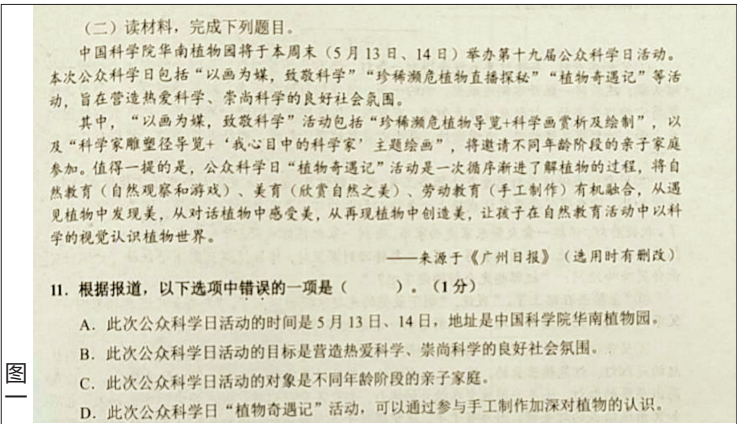 （二）读材料，完成下列题目。
中国科学院华南植物园将于本周末（5 月 13 日、14 日）举办第十九届公众科学日活动。
本次公众科学日包括“以画为媒，致敬科学”“珍稀濒危植物直播探秘”“植物奇遇记”等活
动，旨在营造热爱科学、崇尚科学的良好社会氛围。
其中，“以画为媒，致敬科学”活动包括“珍稀濒危植物导览+科学画赏析及绘制”，以
及“科学家雕塑径导览+‘我心目中的科学家’主题绘画”，将邀请不同年龄阶段的亲子家庭
参加。值得一提的是，公众科学日“植物奇遇记”活动是一次循序渐进了解植物的过程，将自
然教育（自然观察和游戏）、美育（欣赏自然之美）、劳动教育（手工制作）有机融合，从遇
见植物中发现美，从对话植物中感受美，从再现植物中创造美，让孩子在自然教育活动中以科
学的视觉认识植物世界。
——来源于《广州日报》（选用时有删改）
11．根据报道，以下选项中错误的一项是（　　）。（1 分）
A．此次公众科学日活动的时间是 5 月 13 日、14 日，地址是中国科学院华南植物园。
B．此次公众科学日活动的目标是营造热爱科学、崇尚科学的良好社会氛围。
C．此次公众科学日活动的对象是不同年龄阶段的亲子家庭。
D．此次公众科学日“植物奇遇记”活动，可以通过参与手工制作加深对植物的认识。
图一